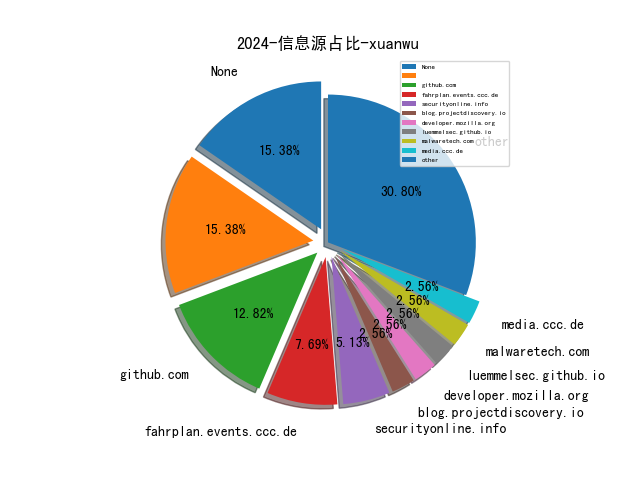 2024-信息源占比-xuanwu
None
github.com
fahrplan.events.ccc.de
securityonline.info
blog.projectdiscovery.io
developer.mozilla.org
luemmelsec.github.io
malwaretech.com
media.ccc.de
other
None
other
15.38%
30.80%
15.38%
12.82%
7.69%
5.13%
2.56%
2.56%
2.56%
2.56%
2.56%
github.com
fahrplan.events.ccc.de
securityonline.info
blog.projectdiscovery.io
developer.mozilla.org
luemmelsec.github.io
malwaretech.com
media.ccc.de